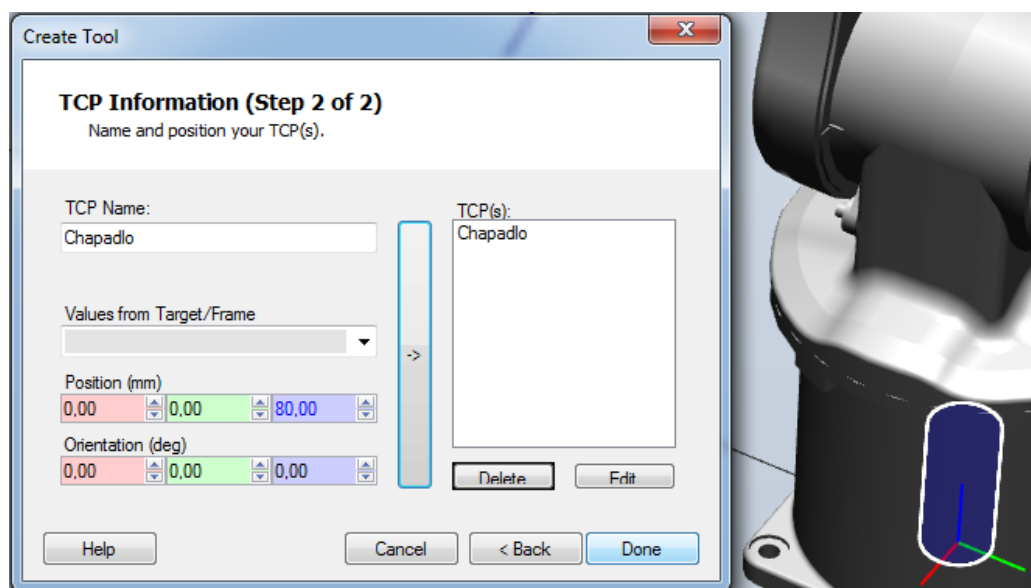 Create Tool
x
TCP Information (Step 2 of 2)
Name and position your TCP(s).
TCP Name:
Chapadlo
Values from Target/Frame
Position (mm)
0,00 0,00 80,00
Orientation (deg)
0,00 0,00 0,00
->
TCP(s):
Chapadlo
Delete Edit
Help Cancel < Back Done